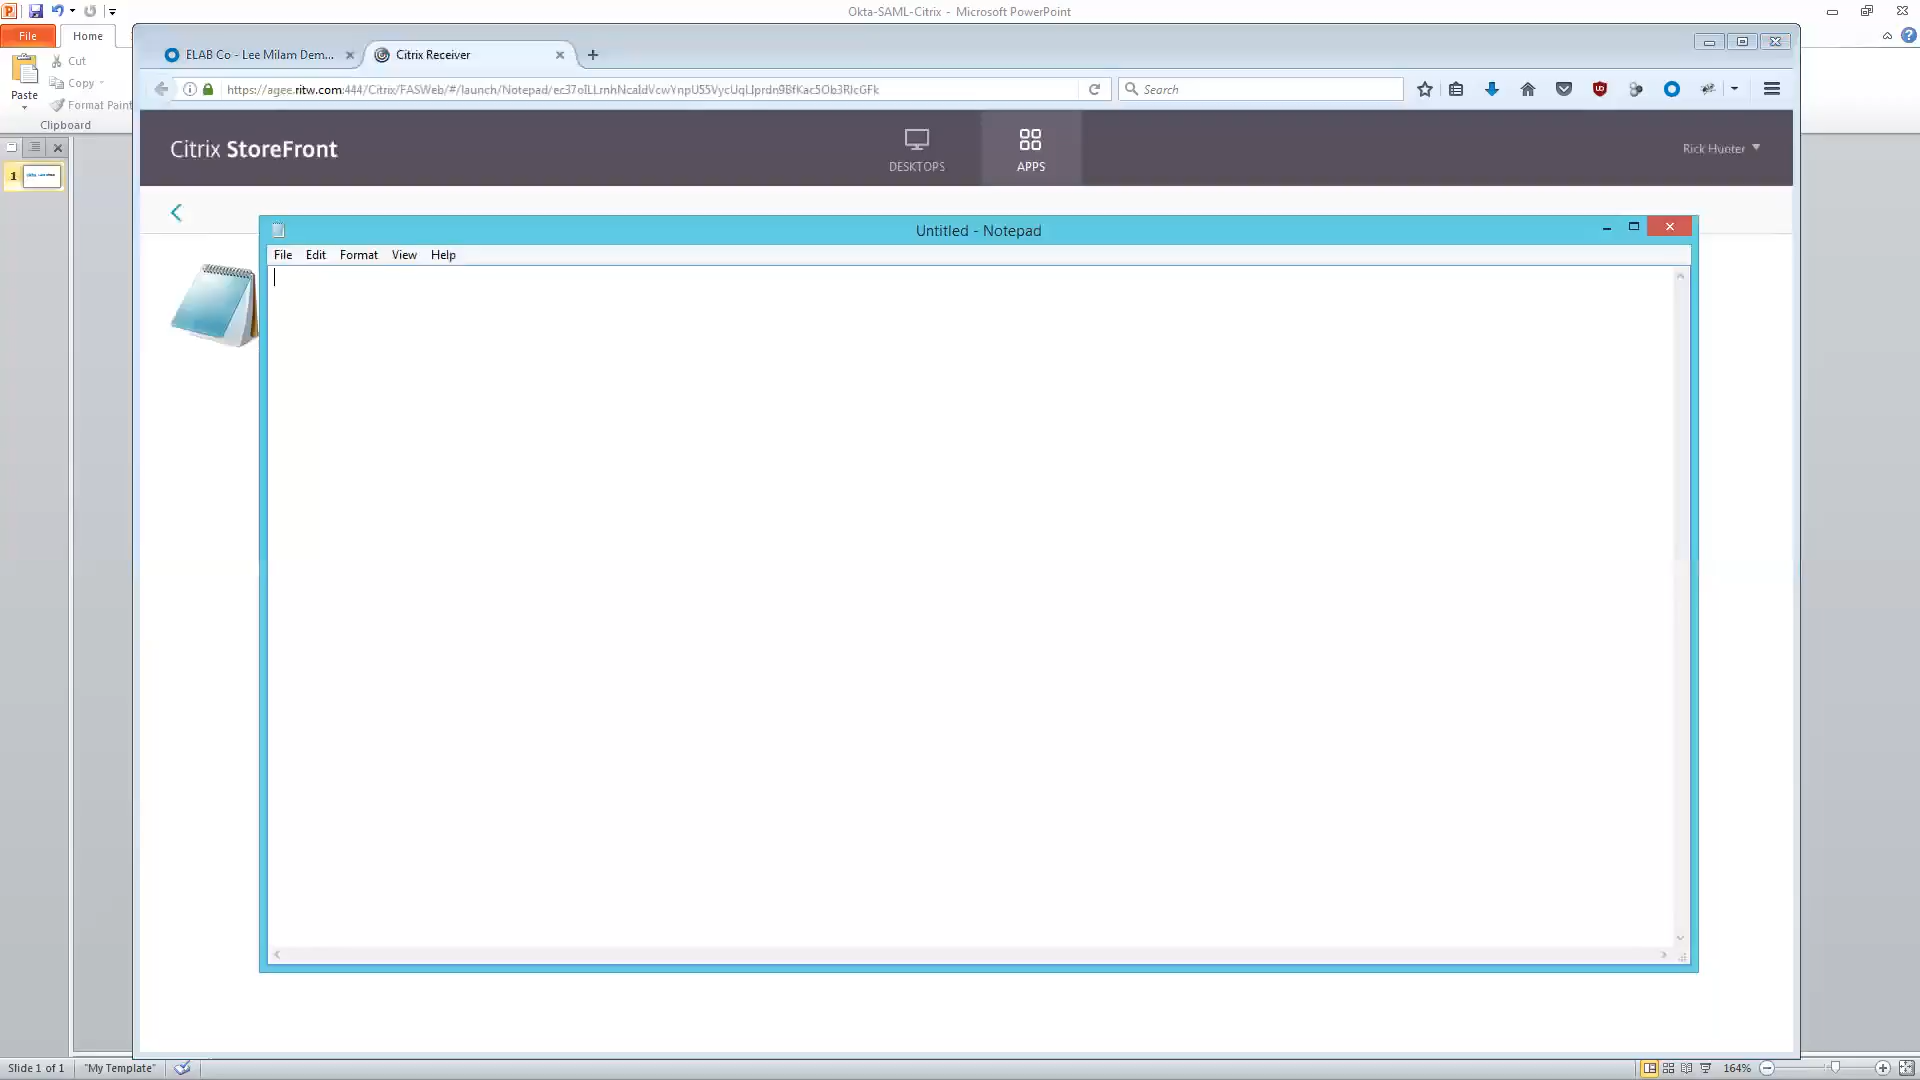 Okta-SAML-Citrix - Microsoft PowerPoint
File
Home
Cut
Copy
Paste
Format Paint
Clipboard
1
ELAB Co - Lee Milam Dem...
Citrix Receiver
Search
Citrix StoreFront
DESKTOPS
APPS
Rick Hunter
Untitled - Notepad
File Edit Format View Help
Slide 1 of 1
"My Template"
164%